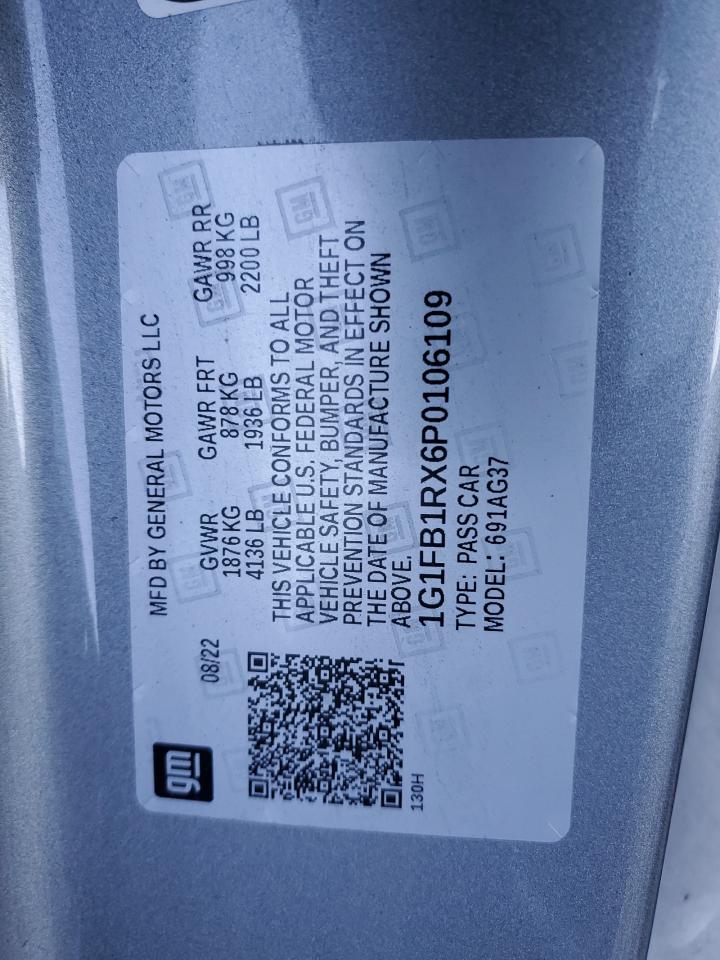 gm
MFD BY GENERAL MOTORS LLC
08/22 GVWR GAWR FRT GAWR RR
1876 KG 878 KG 998 KG
4136 LB 1936 LB 2200 LB
THIS VEHICLE CONFORMS TO ALL
APPLICABLE U.S. FEDERAL MOTOR
VEHICLE SAFETY, BUMPER, AND THEFT
PREVENTION STANDARDS IN EFFECT ON
THE DATE OF MANUFACTURE SHOWN
ABOVE.
1G1FB1RX6P0106109
130H
TYPE: PASS CAR
MODEL: 691AG37